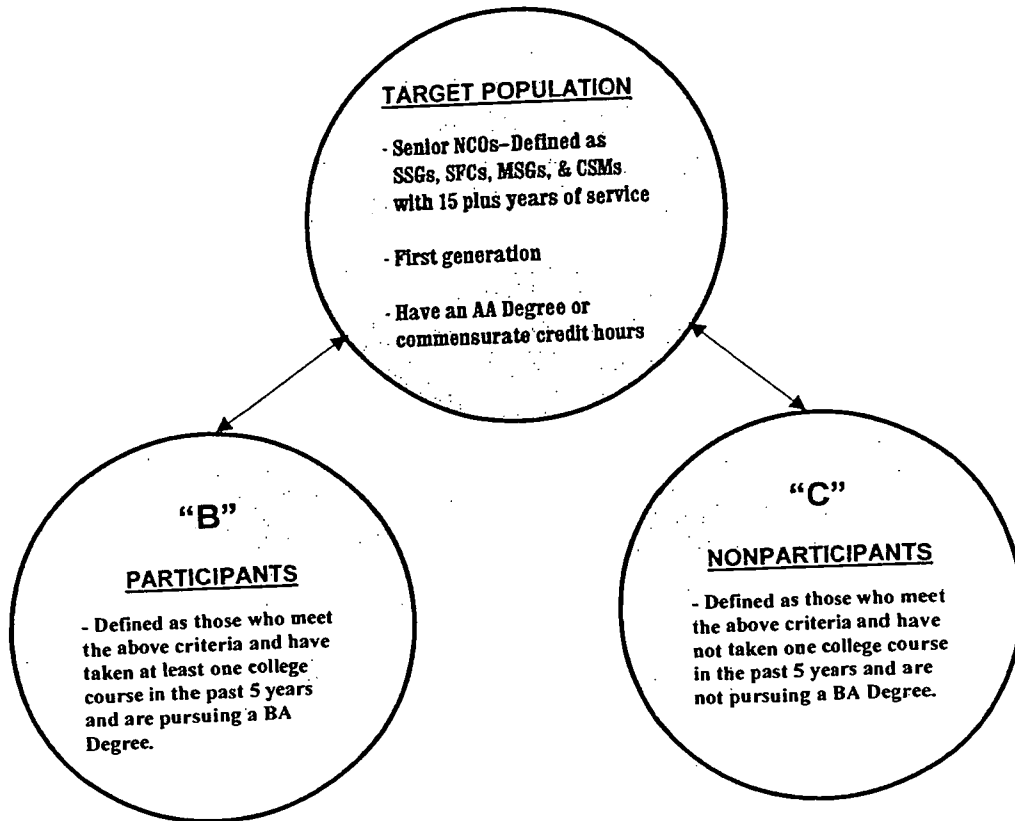 TARGET POPULATION
- Senior NCOs–Defined as
SSGs, SFCs, MSGs, & CSMs
with 15 plus years of service
- First generation
- Have an AA Degree or
commensurate credit hours
“B”
PARTICIPANTS
- Defined as those who meet
the above criteria and have
taken at least one college
course in the past 5 years
and are pursuing a BA
Degree.
“C”
NONPARTICIPANTS
- Defined as those who meet
the above criteria and have
not taken one college course
in the past 5 years and are
not pursuing a BA Degree.